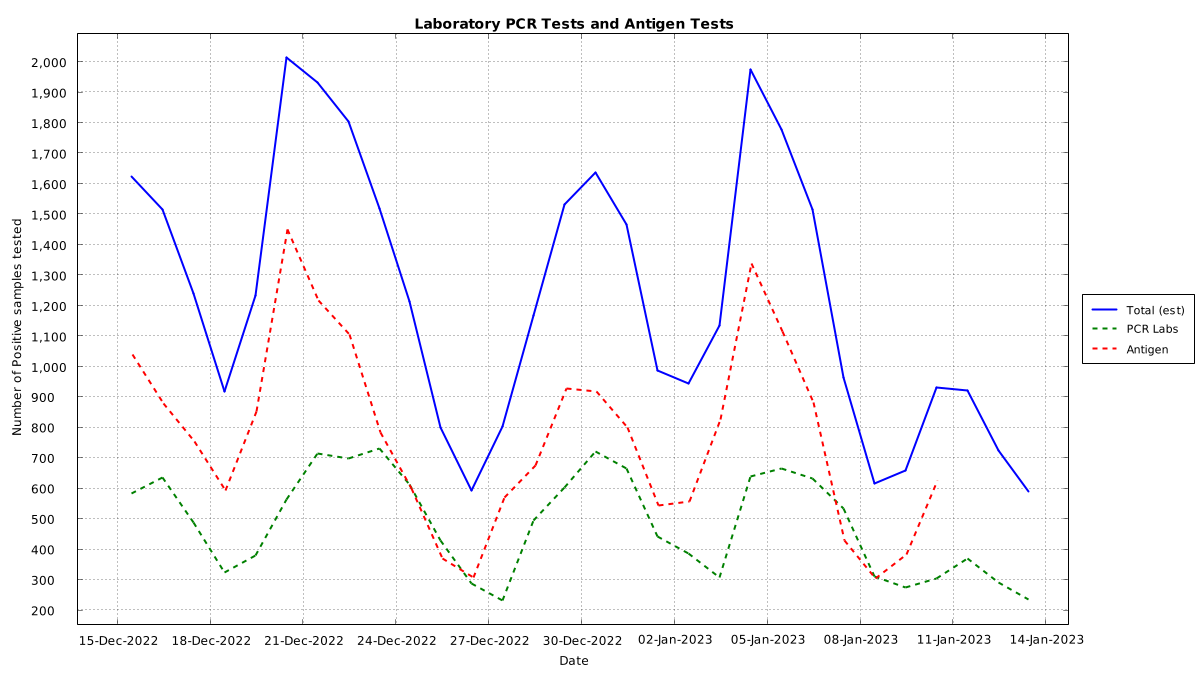 Laboratory PCR Tests and Antigen Tests
Number of Positive samples tested
2,000
1,900
1,800
1,700
1,600
1,500
1,400
1,300
1,200
1,100
1,000
900
800
700
600
500
400
300
200
15-Dec-2022 18-Dec-2022 21-Dec-2022 24-Dec-2022 27-Dec-2022 30-Dec-2022 02-Jan-2023 05-Jan-2023 08-Jan-2023 11-Jan-2023 14-Jan-2023
Date
Total (est)
PCR Labs
Antigen